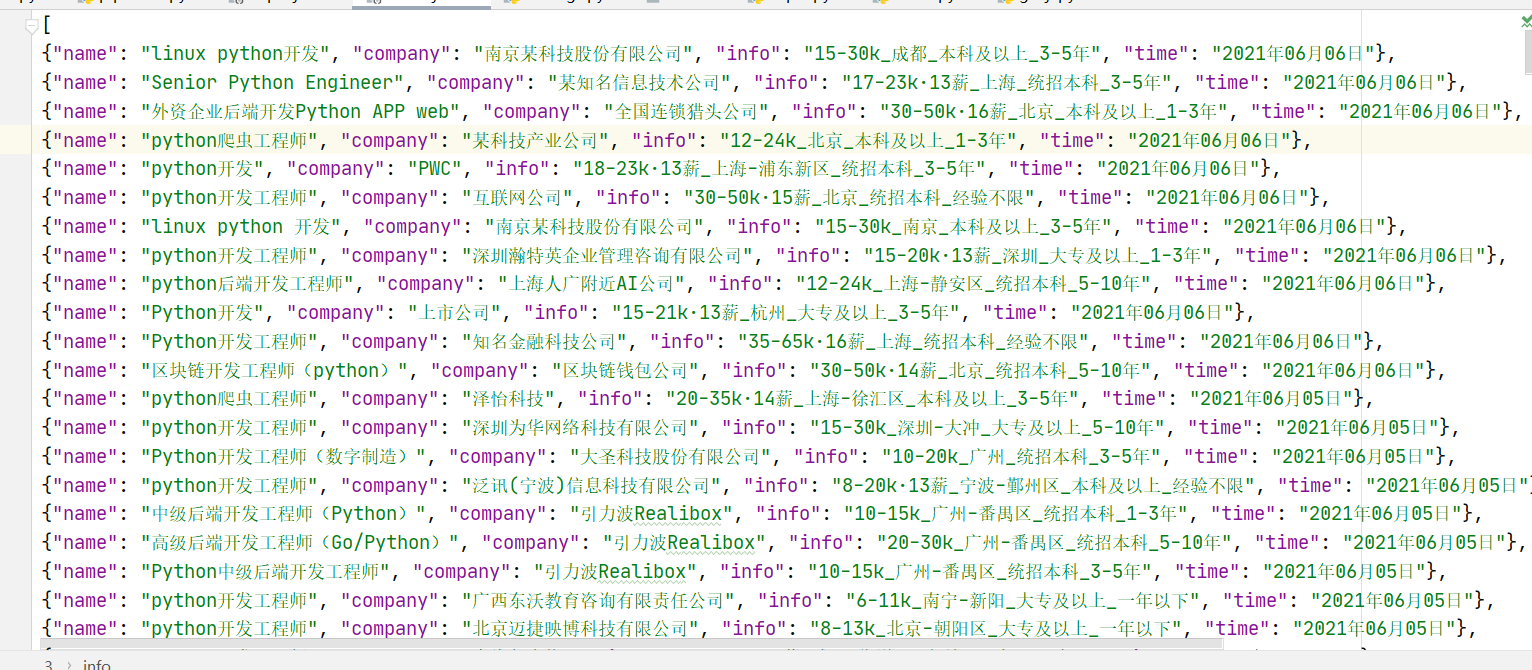 [
{"name": "linux python开发", "company": "南京某科技股份有限公司", "info": "15-30k_成都_本科及以上_3-5年", "time": "2021年06月06日"},
{"name": "Senior Python Engineer", "company": "某知名信息技术公司", "info": "17-23k·13薪_上海_统招本科_3-5年", "time": "2021年06月06日"},
{"name": "外资企业后端开发Python APP web", "company": "全国连锁猎头公司", "info": "30-50k·16薪_北京_本科及以上_1-3年", "time": "2021年06月06日"},
{"name": "python爬虫工程师", "company": "某科技产业公司", "info": "12-24k_北京_本科及以上_1-3年", "time": "2021年06月06日"},
{"name": "python开发", "company": "PWC", "info": "18-23k·13薪_上海-浦东新区_统招本科_3-5年", "time": "2021年06月06日"},
{"name": "python开发工程师", "company": "互联网公司", "info": "30-50k·15薪_北京_统招本科_经验不限", "time": "2021年06月06日"},
{"name": "linux python 开发", "company": "南京某科技股份有限公司", "info": "15-30k_南京_本科及以上_3-5年", "time": "2021年06月06日"},
{"name": "python开发工程师", "company": "深圳瀚特英企业管理咨询有限公司", "info": "15-20k·13薪_深圳_大专及以上_1-3年", "time": "2021年06月06日"},
{"name": "python后端开发工程师", "company": "上海人广附近AI公司", "info": "12-24k_上海-静安区_统招本科_5-10年", "time": "2021年06月06日"},
{"name": "Python开发", "company": "上市公司", "info": "15-21k·13薪_杭州_大专及以上_3-5年", "time": "2021年06月06日"},
{"name": "Python开发工程师", "company": "知名金融科技公司", "info": "35-65k·16薪_上海_统招本科_经验不限", "time": "2021年06月06日"},
{"name": "区块链开发工程师（python）", "company": "区块链钱包公司", "info": "30-50k·14薪_北京_统招本科_5-10年", "time": "2021年06月06日"},
{"name": "python爬虫工程师", "company": "泽怡科技", "info": "20-35k·14薪_上海-徐汇区_本科及以上_3-5年", "time": "2021年06月05日"},
{"name": "python开发工程师", "company": "深圳为华网络科技有限公司", "info": "15-30k_深圳-大冲_大专及以上_5-10年", "time": "2021年06月05日"},
{"name": "Python开发工程师（数字制造）", "company": "大圣科技股份有限公司", "info": "10-20k_广州_统招本科_3-5年", "time": "2021年06月05日"},
{"name": "python开发工程师", "company": "泛讯(宁波)信息科技有限公司", "info": "8-20k·13薪_宁波-鄞州区_本科及以上_经验不限", "time": "2021年06月05日"}
{"name": "中级后端开发工程师（Python）", "company": "引力波Realibox", "info": "10-15k_广州-番禺区_统招本科_1-3年", "time": "2021年06月05日"},
{"name": "高级后端开发工程师（Go/Python）", "company": "引力波Realibox", "info": "20-30k_广州-番禺区_统招本科_5-10年", "time": "2021年06月05日"},
{"name": "Python中级后端开发工程师", "company": "引力波Realibox", "info": "10-15k_广州-番禺区_统招本科_3-5年", "time": "2021年06月05日"},
{"name": "python开发工程师", "company": "广西东沃教育咨询有限责任公司", "info": "6-11k_南宁-新阳_大专及以上_一年以下", "time": "2021年06月05日"},
{"name": "python开发工程师", "company": "北京迈捷映博科技有限公司", "info": "8-13k_北京-朝阳区_大专及以上_一年以下", "time": "2021年06月05日"},
3 › info